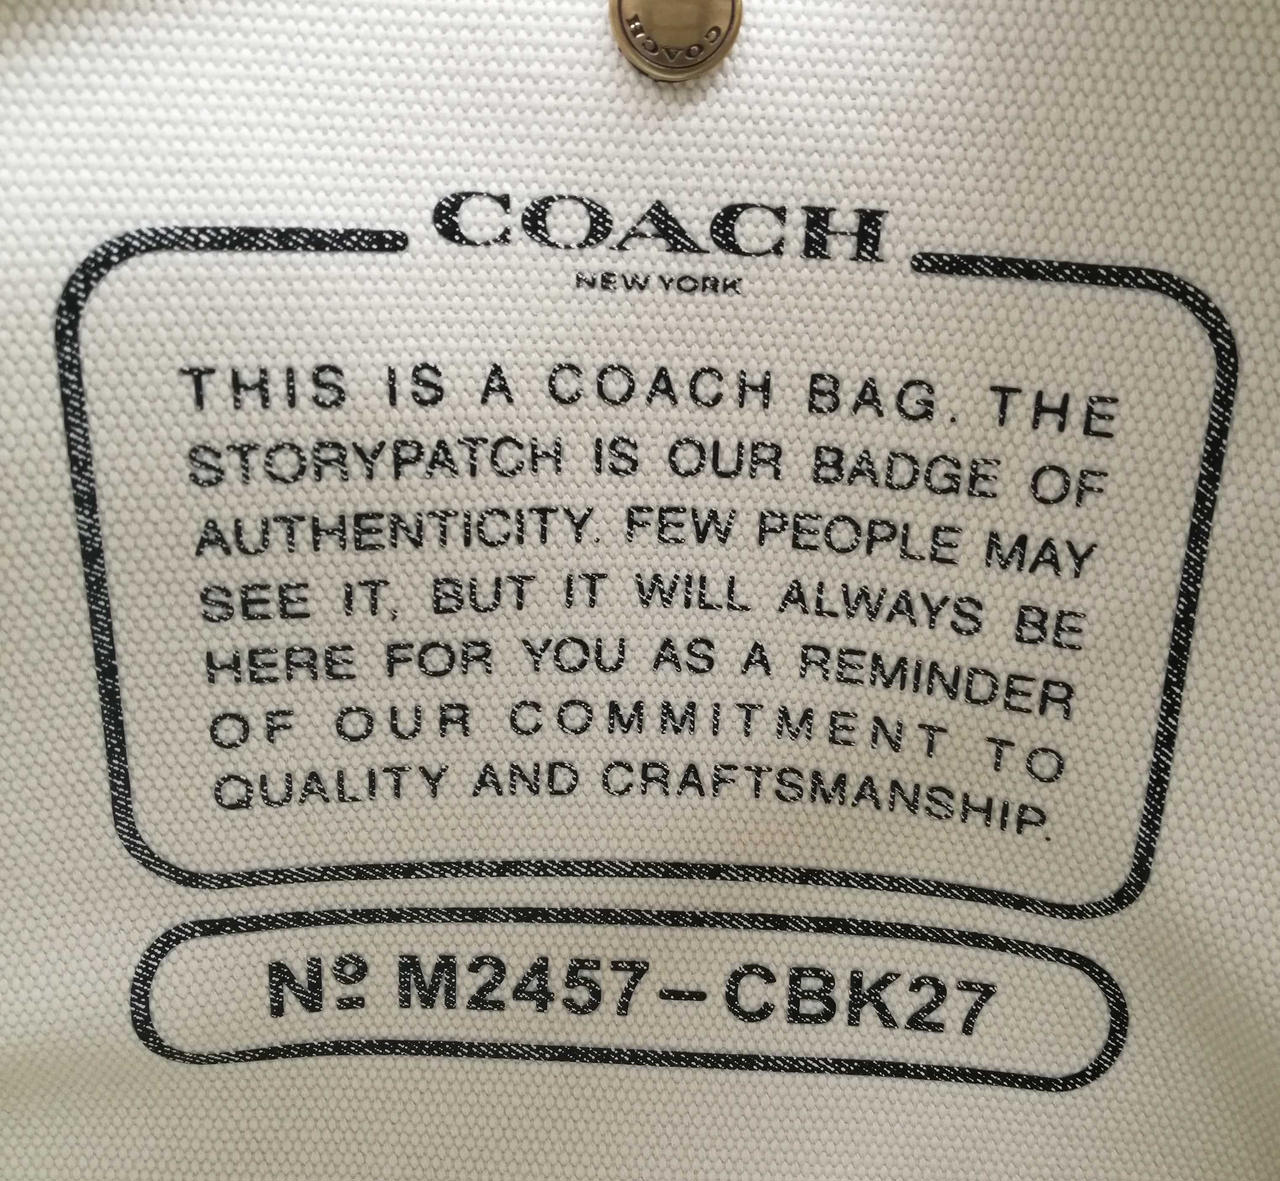 COACH
COACH
NEW YORK
THIS IS A COACH BAG. THE
STORYPATCH IS OUR BADGE OF
AUTHENTICITY. FEW PEOPLE MAY
SEE IT, BUT IT WILL ALWAYS BE
HERE FOR YOU AS A REMINDER
OF OUR COMMITMENT TO
QUALITY AND CRAFTSMANSHIP.
Nº M2457-CBK27